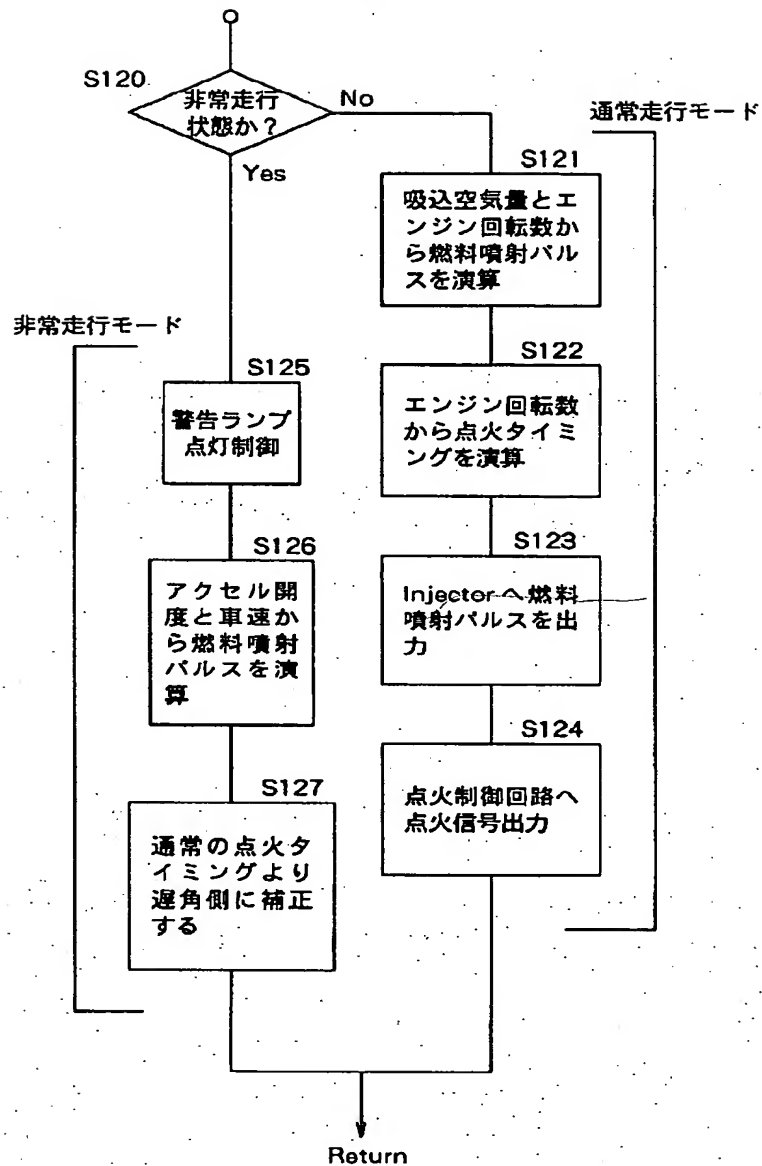 S120
非常走行
状態か？
No
Yes
通常走行モード
S121
吸込空気量とエ
ンジン回転数か
ら燃料噴射パル
スを演算
非常走行モード
S125
警告ランプ
点灯制御
S122
エンジン回転数
から点火タイミ
ングを演算
S126
アクセル開
度と車速か
ら燃料噴射
パルスを演
算
S123
Injectorへ燃料
噴射パルスを出
力
S127
通常の点火タ
イミングより
遅角側に補正
する
S124
点火制御回路へ
点火信号出力
Return